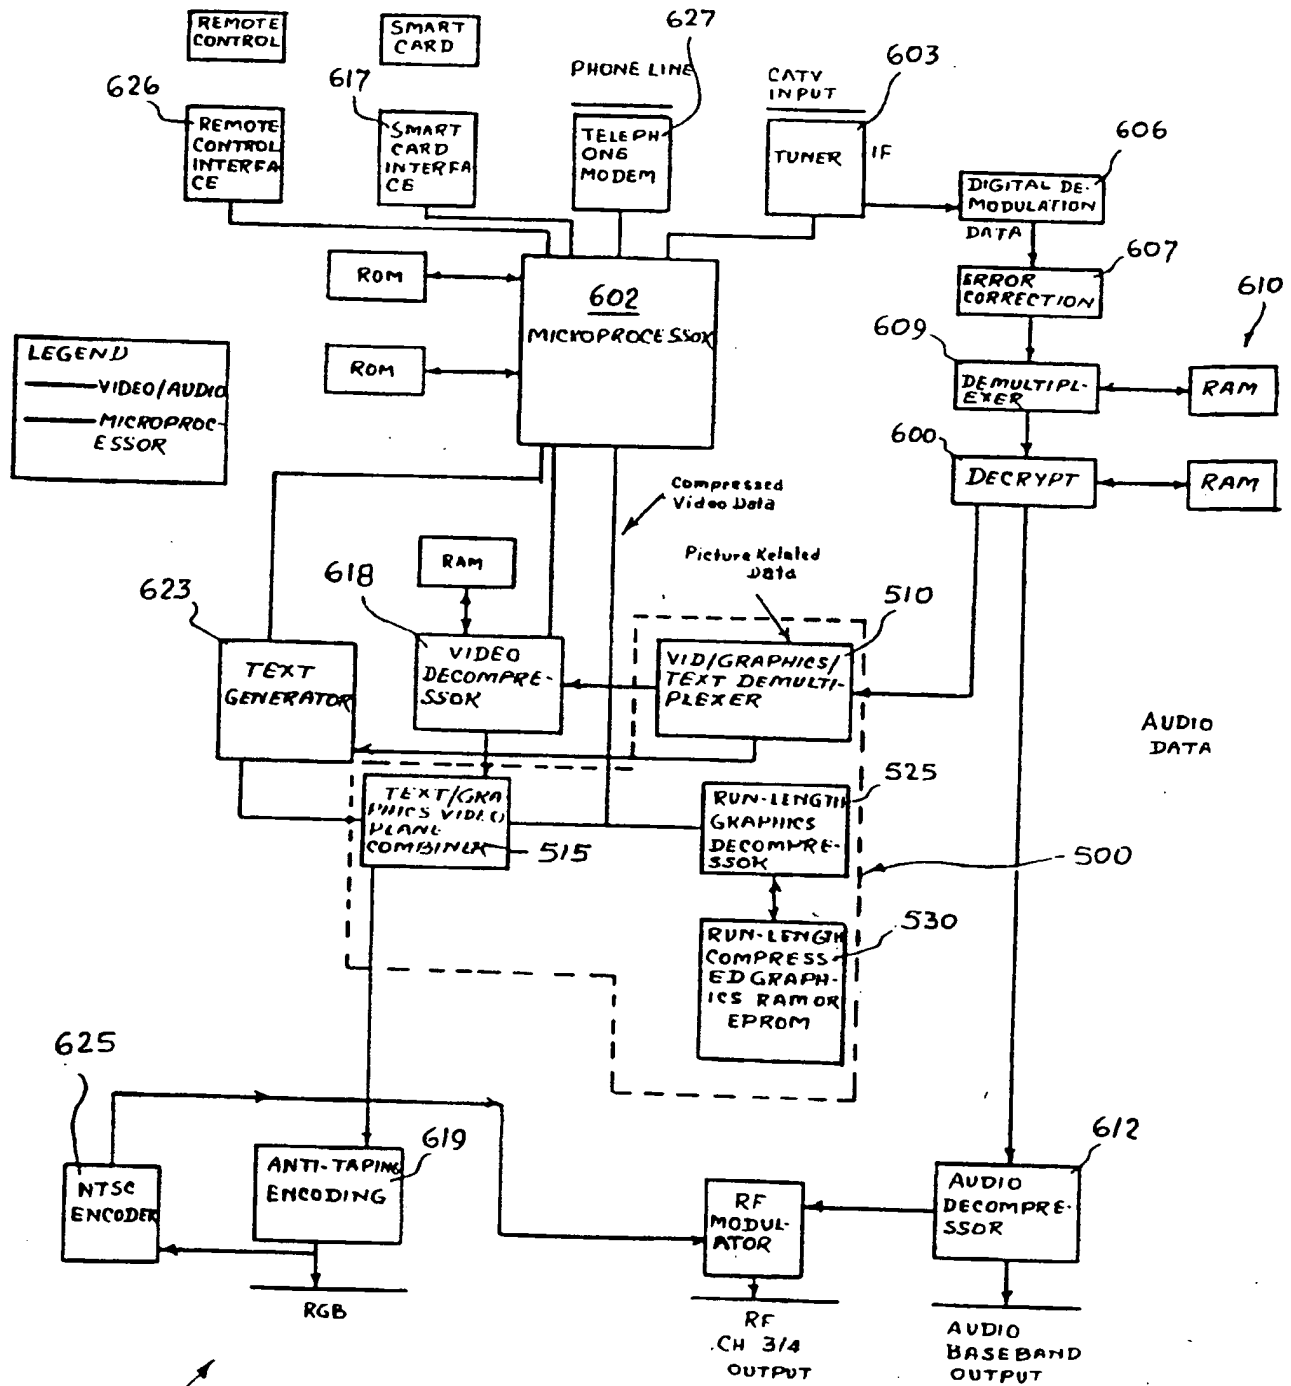 REMOTE
CONTROL
SMART
CARD
627
603
617
626
PHONE LINE
CATV
INPUT
REMOTE
CONTROL
INTERFA
CE
SMART
CARD
INTERFA
CE
TELEPH
ONE
MODEM
TUNER
IF
606
DIGITAL DE-
MODULATION
DATA
607
ERROR
CORRECTION
610
ROM
602
MICROPROCESSOR
609
DEMULTIPL-
EXER
RAM
LEGEND
VIDEO/AUDIO
MICROPROC-
ESSOR
ROM
600
DECRYPT
RAM
Compressed
Video Data
RAM
Picture Related
Data
618
623
510
TEXT
GENERATOR
VIDEO
DECOMPRE-
SSOR
VID/GRAPHICS/
TEXT DEMULTI-
PLEXER
AUDIO
DATA
TEXT/GRA
PHICS VIDEO
PLANE
COMBINER
515
525
RUN-LENGTH
GRAPHICS
DECOMPRE-
SSOR
500
530
RUN-LENGTH
COMPRESS
ED GRAPH-
ICS RAM OR
EPROM
625
NTSC
ENCODER
619
ANTI-TAPING
ENCODING
RGB
RF
MODUL-
ATOR
RF
CH 3/4
OUTPUT
612
AUDIO
DECOMPRE-
SSOR
AUDIO
BASEBAND
OUTPUT